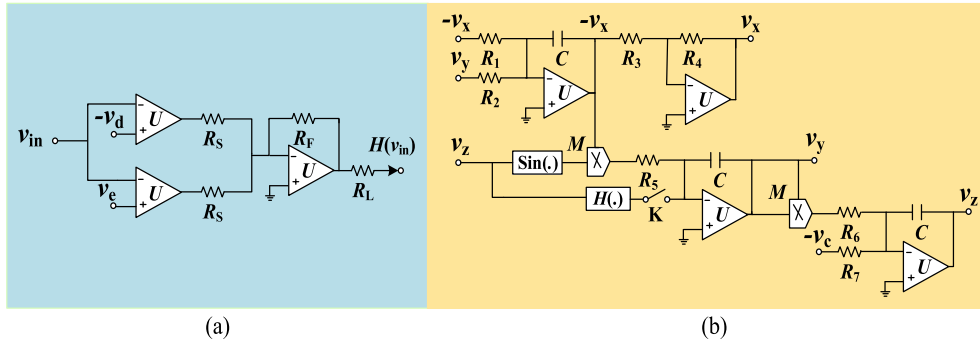 -v_d
v_in
v_e
-
+
U
-
+
U
R_S
R_S
R_F
-
+
U
R_L
H(v_in)
(a)
-v_x
v_y
R_1
R_2
C
-
+
U
-v_x
R_3
R_4
-
+
U
v_x
v_z
Sin(.)
H(.)
K
M
X
R_5
C
-
+
U
v_y
M
X
-v_c
R_6
R_7
C
-
+
U
v_z
(b)